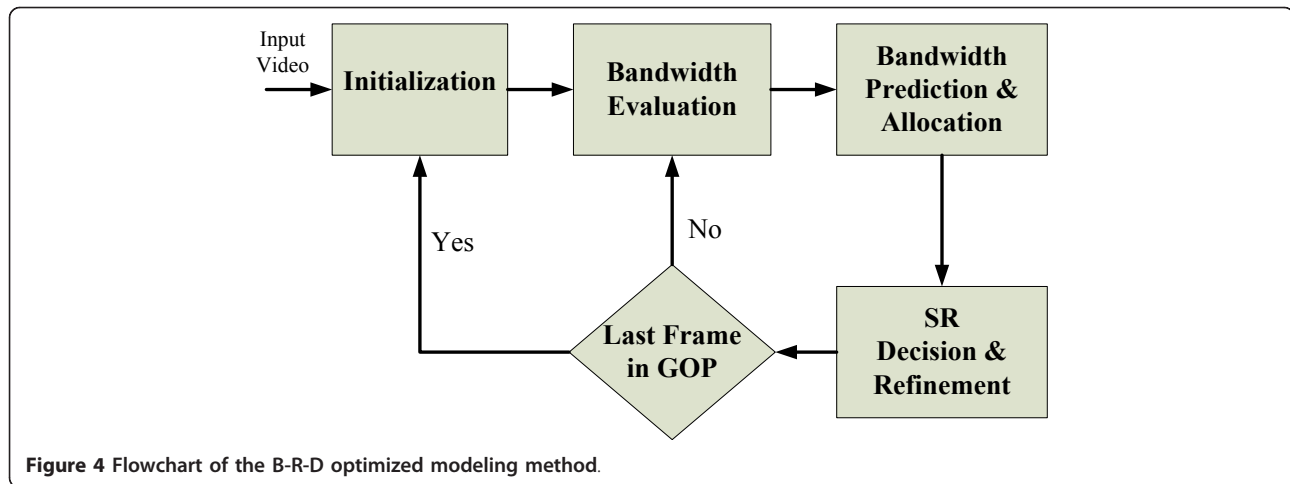 Input
Video
Initialization
Bandwidth
Evaluation
Bandwidth
Prediction &
Allocation
Yes
No
Last Frame
in GOP
SR
Decision &
Refinement
Figure 4 Flowchart of the B-R-D optimized modeling method.